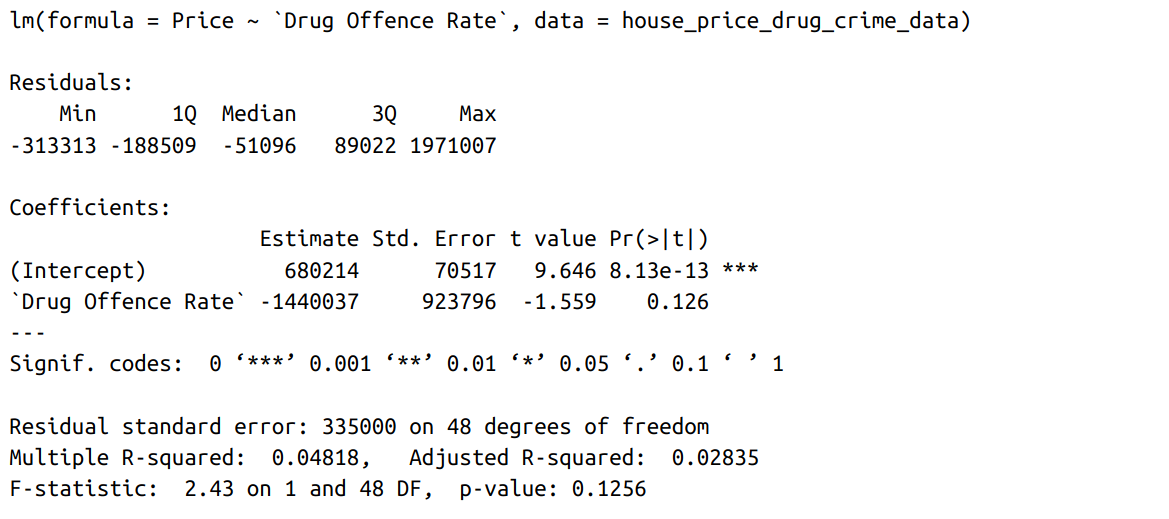 lm(formula = Price ~ `Drug Offence Rate`, data = house_price_drug_crime_data)
Residuals:
Min 1Q Median 3Q Max
-313313 -188509 -51096 89022 1971007
Coefficients:
Estimate Std. Error t value Pr(>|t|)
(Intercept) 680214 70517 9.646 8.13e-13 ***
`Drug Offence Rate` -1440037 923796 -1.559 0.126
---
Signif. codes: 0 ‘***’ 0.001 ‘**’ 0.01 ‘*’ 0.05 ‘.’ 0.1 ‘ ’ 1
Residual standard error: 335000 on 48 degrees of freedom
Multiple R-squared: 0.04818, Adjusted R-squared: 0.02835
F-statistic: 2.43 on 1 and 48 DF, p-value: 0.1256